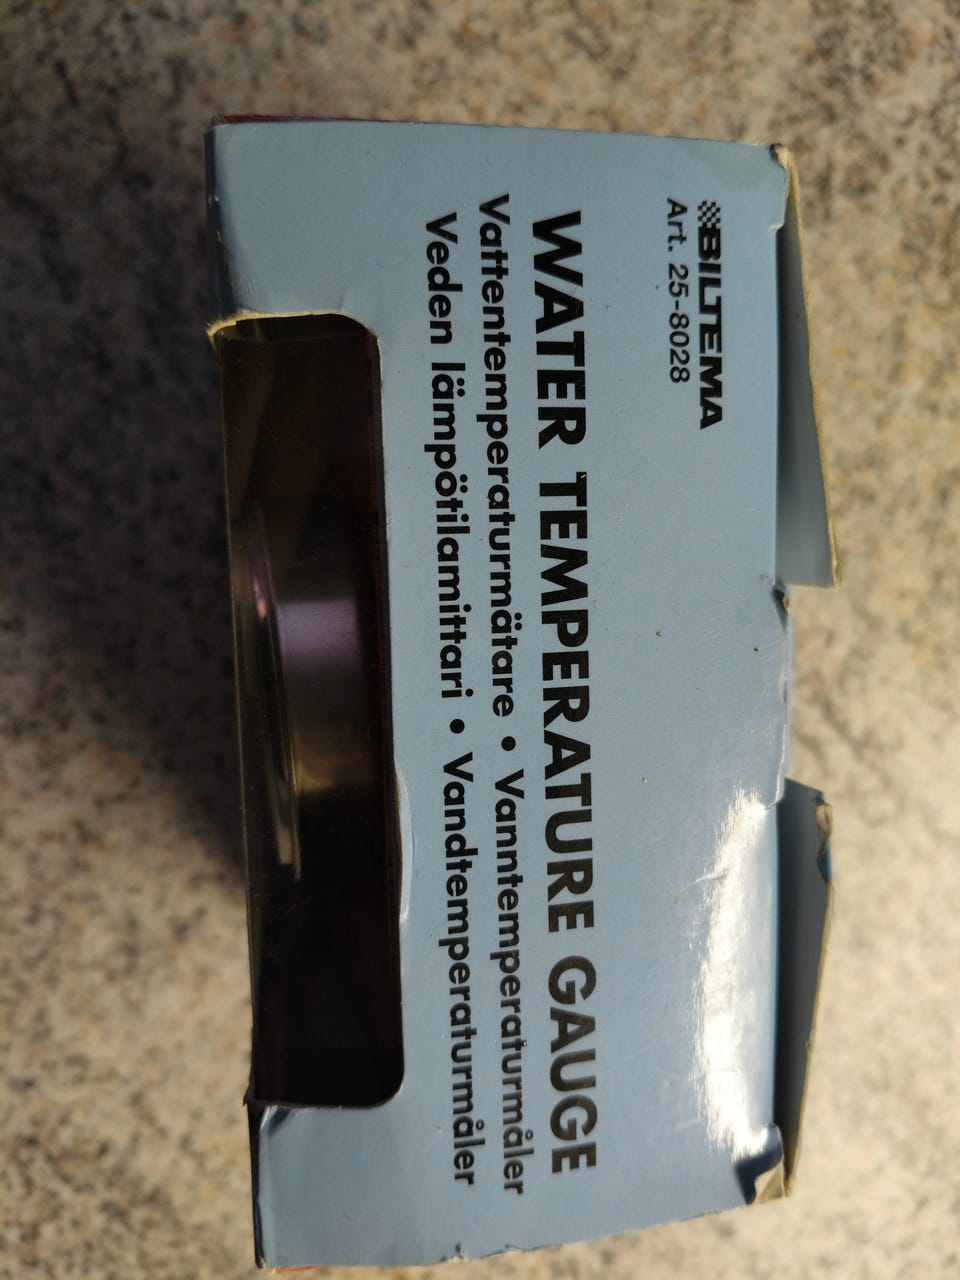 BILTEMA
Art. 25-8028
WATER TEMPERATURE GAUGE
Vattentemperaturmätare • Vanntemperaturmåler
Veden lämpötilamittari • Vandtemperaturmåler